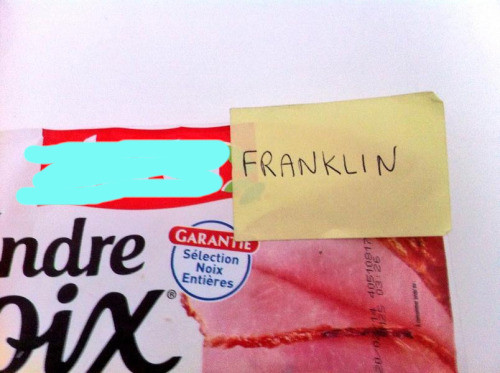 FRANKLIN
ndre
oix®
GARANTIE
Sélection
Noix
Entières